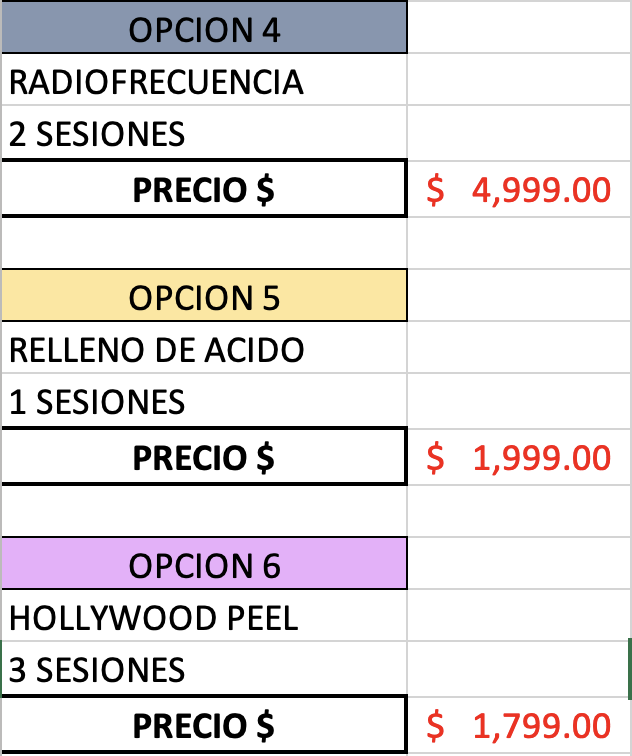 OPCION 4
RADIOFRECUENCIA
2 SESIONES
PRECIO $ $ 4,999.00
OPCION 5
RELLENO DE ACIDO
1 SESIONES
PRECIO $ $ 1,999.00
OPCION 6
HOLLYWOOD PEEL
3 SESIONES
PRECIO $ $ 1,799.00